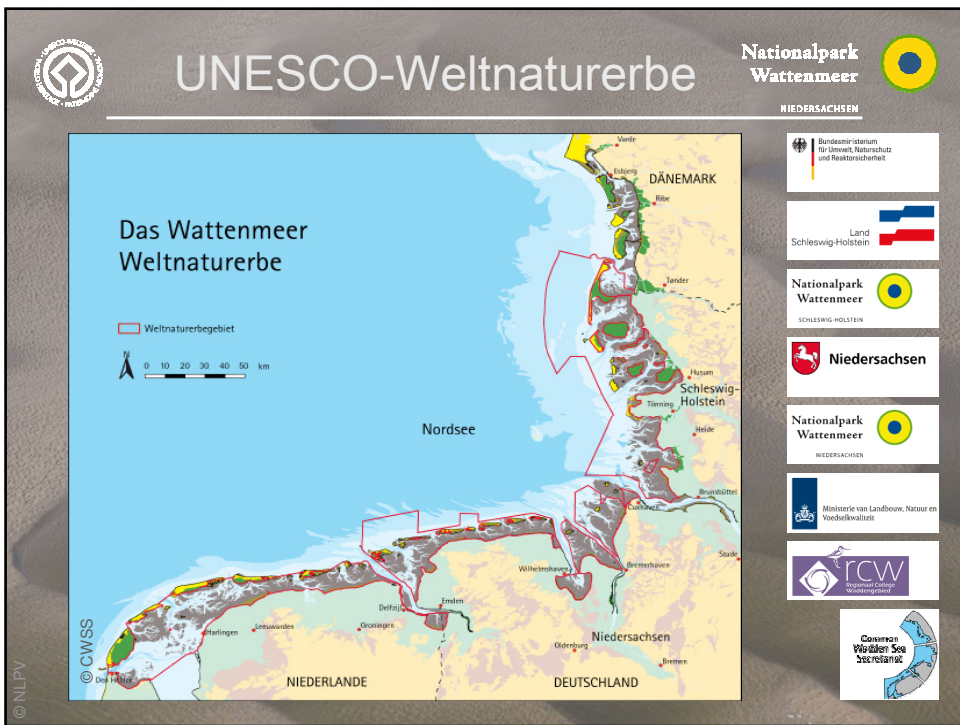 UNESCO-Weltnaturerbe
Nationalpark
Wattenmeer
NIEDERSACHSEN
Das Wattenmeer
Weltnaturerbe
Weltnaturerbegebiet
N
0 10 20 30 40 50 km
Nordsee
Varde
Esbjerg
DÄNEMARK
Ribe
Tønder
Husum
Schleswig-
Holstein
Tönning
Heide
Brunsbüttel
Cuxhaven
Stade
Wilhelmshaven
Bremerhaven
Emden
Delfzijl
Groningen
Leeuwarden
Harlingen
Den Helder
Oldenburg
Niedersachsen
Bremen
NIEDERLANDE
DEUTSCHLAND
© CWSS
© NLPV
Bundesministerium
für Umwelt, Naturschutz
und Reaktorsicherheit
Land
Schleswig-Holstein
Nationalpark
Wattenmeer
SCHLESWIG-HOLSTEIN
Niedersachsen
Nationalpark
Wattenmeer
NIEDERSACHSEN
Ministerie van Landbouw, Natuur en
Voedselkwaliteit
rcw
Regionaal College
Waddengebied
Common
Wadden Sea
Secretariat